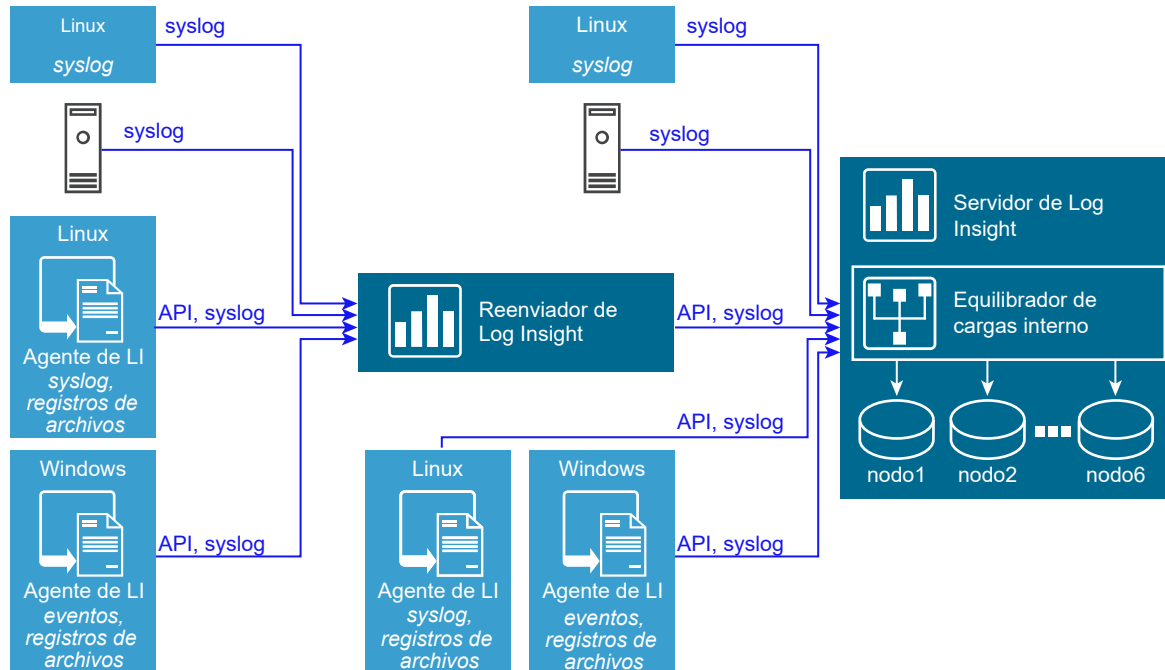 Linux
syslog
syslog
syslog
Linux
Agente de LI
syslog,
registros de
archivos
API, syslog
Windows
Agente de LI
eventos,
registros de
archivos
API, syslog
Reenviador de
Log Insight
API, syslog
Linux
syslog
syslog
syslog
Linux
Agente de LI
syslog,
registros de
archivos
API, syslog
Windows
Agente de LI
eventos,
registros de
archivos
API, syslog
Servidor de Log
Insight
Equilibrador de
cargas interno
nodo1
nodo2
nodo6